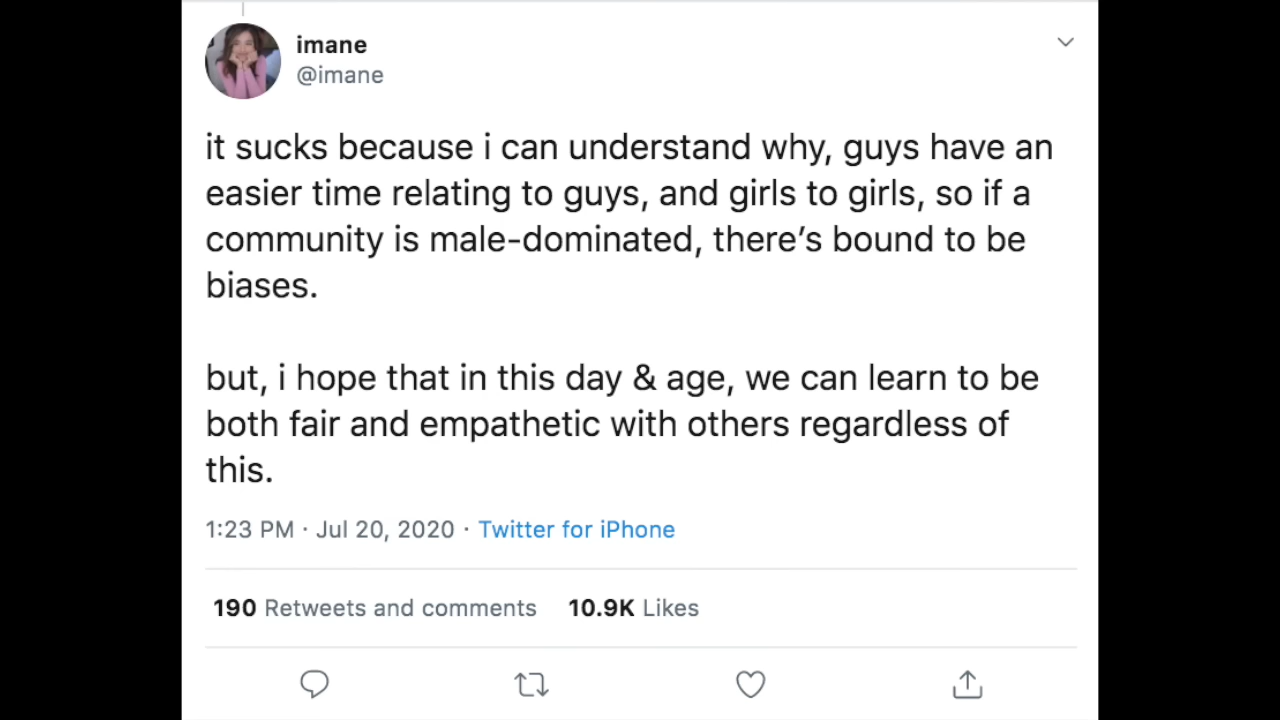 imane
@imane
it sucks because i can understand why, guys have an
easier time relating to guys, and girls to girls, so if a
community is male-dominated, there’s bound to be
biases.
but, i hope that in this day & age, we can learn to be
both fair and empathetic with others regardless of
this.
1:23 PM · Jul 20, 2020 · Twitter for iPhone
190 Retweets and comments 10.9K Likes